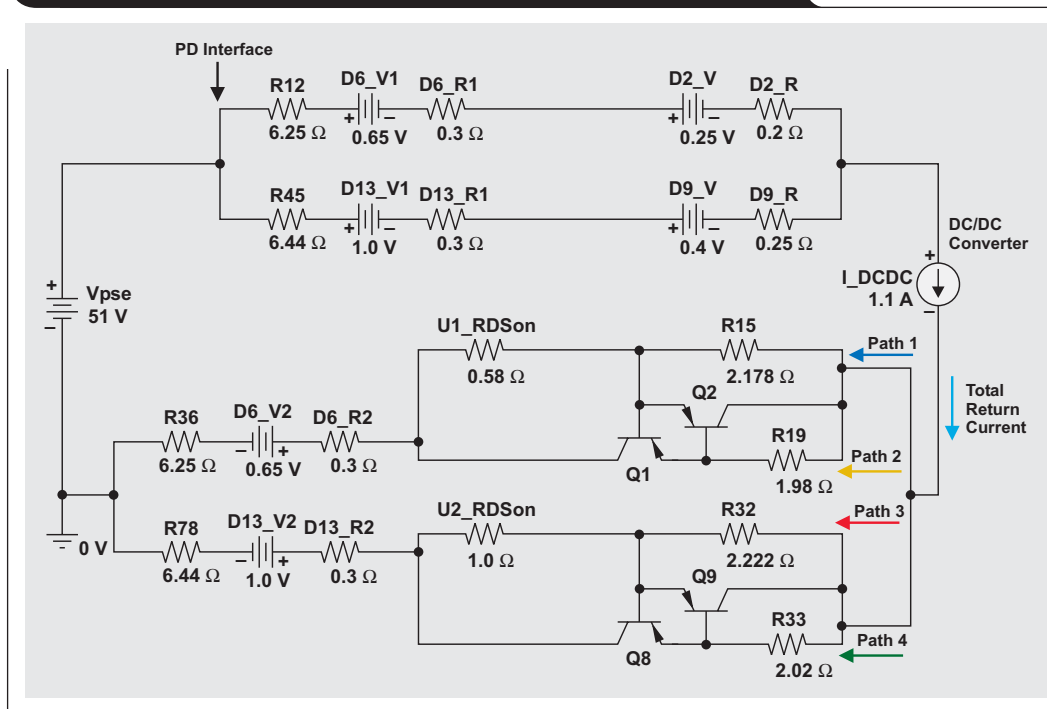 PD Interface
R12
6.25 Ω
D6_V1
+ –
0.65 V
D6_R1
0.3 Ω
D2_V
+ –
0.25 V
D2_R
0.2 Ω
R45
6.44 Ω
D13_V1
+ –
1.0 V
D13_R1
0.3 Ω
D9_V
+ –
0.4 V
D9_R
0.25 Ω
DC/DC
Converter
+
I_DCDC
1.1 A
–
+
Vpse
51 V
–
U1_RDSon
0.58 Ω
R15
2.178 Ω
Path 1
Q2
Q1
R19
1.98 Ω
Path 2
Total
Return
Current
R36
6.25 Ω
D6_V2
– +
0.65 V
D6_R2
0.3 Ω
0 V
R78
6.44 Ω
D13_V2
– +
1.0 V
D13_R2
0.3 Ω
U2_RDSon
1.0 Ω
R32
2.222 Ω
Path 3
Q9
Q8
R33
2.02 Ω
Path 4